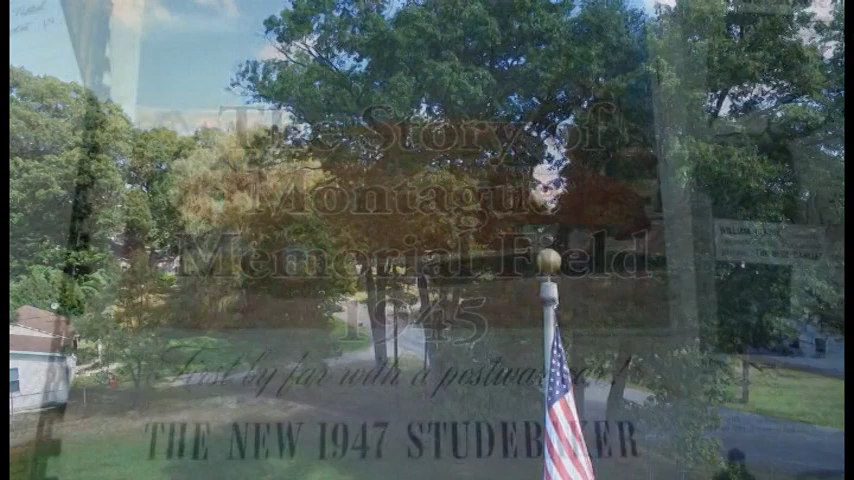 The Story of
Montague
Memorial Field
1945
First by far with a postwar car!
THE NEW 1947 STUDEBAKER